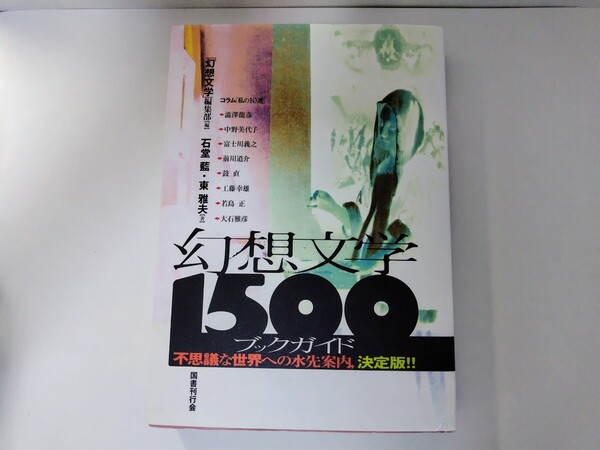 「幻想文学」編集部[編]
石堂 藍・東 雅夫[著]
コラム「私の10選」
澁澤龍彦
中野美代子
富士川義之
前川道介
鼓 直
工藤幸雄
若島 正
大石雅彦
幻想文学
1500
ブックガイド
不思議な世界への水先案内、決定版!!
国書刊行会